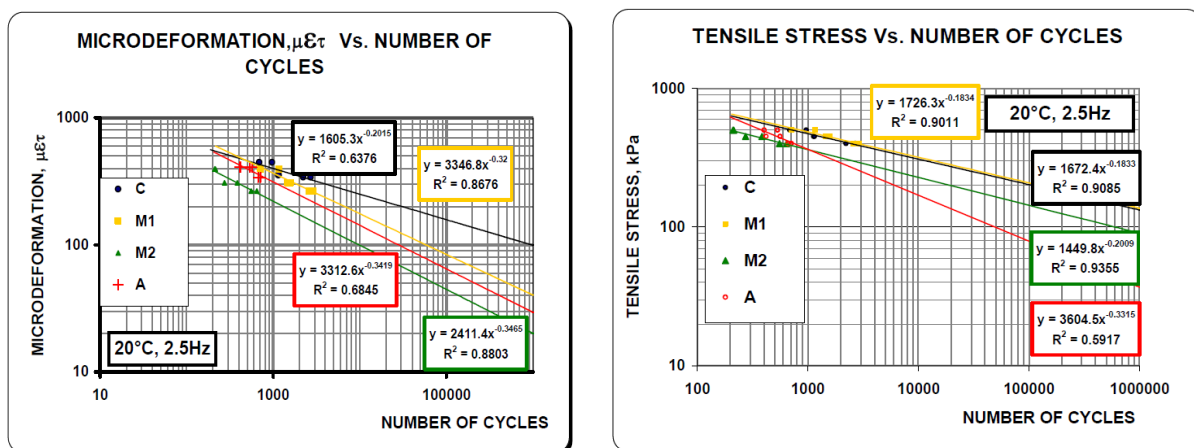 MICRODEFORMATION,μετ Vs. NUMBER OF
CYCLES
MICRODEFORMATION, μετ
1000
100
10
10
1000
100000
NUMBER OF CYCLES
C
M1
M2
A
20°C, 2.5Hz
y = 1605.3x^-0.2015
R² = 0.6376
y = 3346.8x^-0.32
R² = 0.8676
y = 3312.6x^-0.3419
R² = 0.6845
y = 2411.4x^-0.3465
R² = 0.8803
TENSILE STRESS Vs. NUMBER OF CYCLES
TENSILE STRESS, kPa
1000
100
10
100
1000
10000
100000
1000000
NUMBER OF CYCLES
C
M1
M2
A
20°C, 2.5Hz
y = 1726.3x^-0.1834
R² = 0.9011
y = 1672.4x^-0.1833
R² = 0.9085
y = 1449.8x^-0.2009
R² = 0.9355
y = 3604.5x^-0.3315
R² = 0.5917